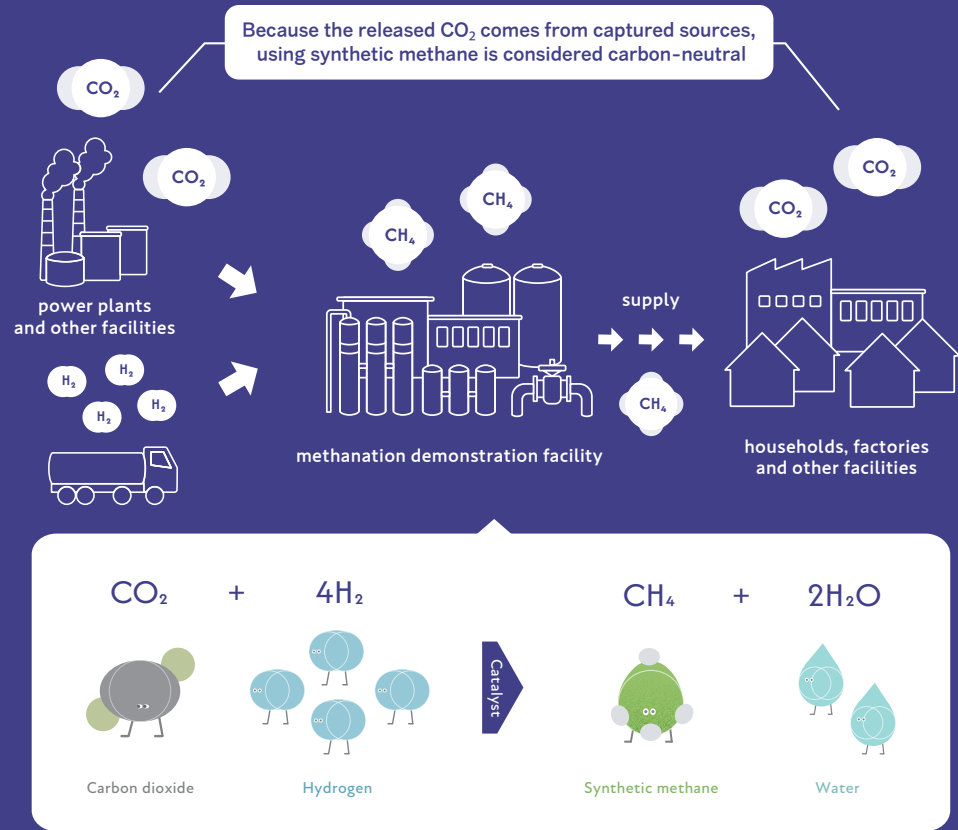 Because the released CO₂ comes from captured sources,
using synthetic methane is considered carbon-neutral
CO₂
CO₂
CH₄
CH₄
CO₂
CO₂
power plants
and other facilities
supply
H₂
H₂
H₂
H₂
CH₄
methanation demonstration facility
households, factories
and other facilities
CO₂ + 4H₂
CH₄ + 2H₂O
Catalyst
Carbon dioxide
Hydrogen
Synthetic methane
Water